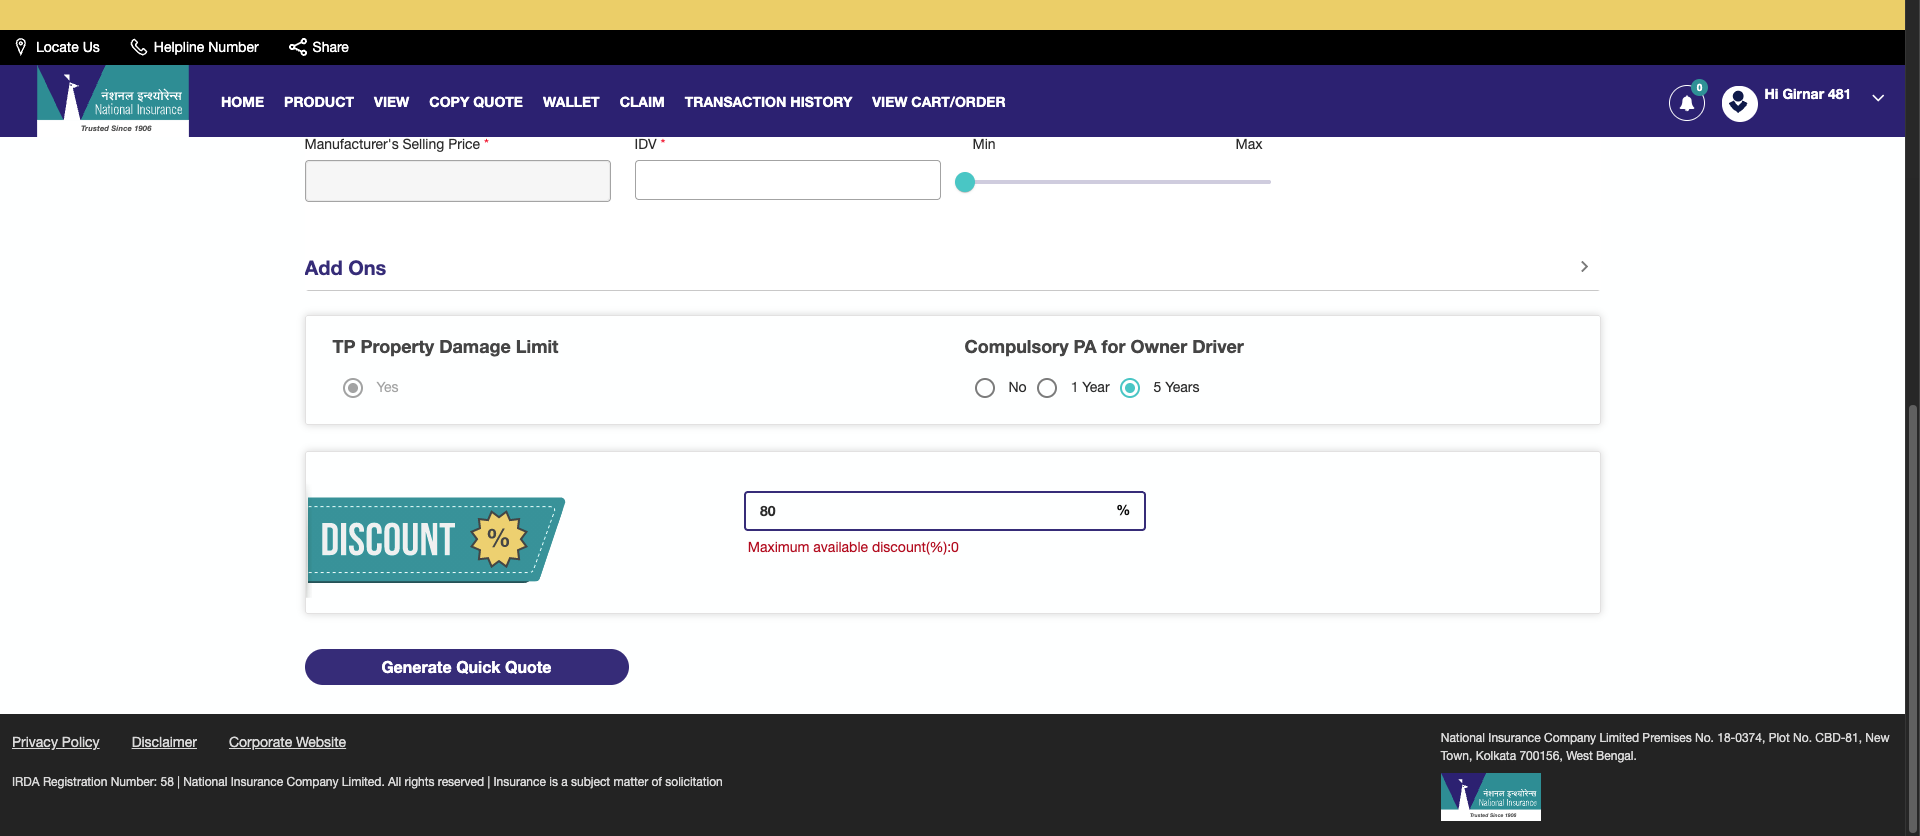 Locate Us Helpline Number Share
नेशनल इन्श्योरेन्स
National Insurance
Trusted Since 1906
HOME PRODUCT VIEW COPY QUOTE WALLET CLAIM TRANSACTION HISTORY VIEW CART/ORDER
0
Hi Girnar 481
Manufacturer's Selling Price * IDV * Min Max
Add Ons
TP Property Damage Limit
Yes
Compulsory PA for Owner Driver
No 1 Year 5 Years
DISCOUNT %
80 %
Maximum available discount(%):0
Generate Quick Quote
Privacy Policy Disclaimer Corporate Website
IRDA Registration Number: 58 | National Insurance Company Limited. All rights reserved | Insurance is a subject matter of solicitation
National Insurance Company Limited Premises No. 18-0374, Plot No. CBD-81, New
Town, Kolkata 700156, West Bengal.
नेशनल इन्श्योरेन्स
National Insurance
Trusted Since 1906